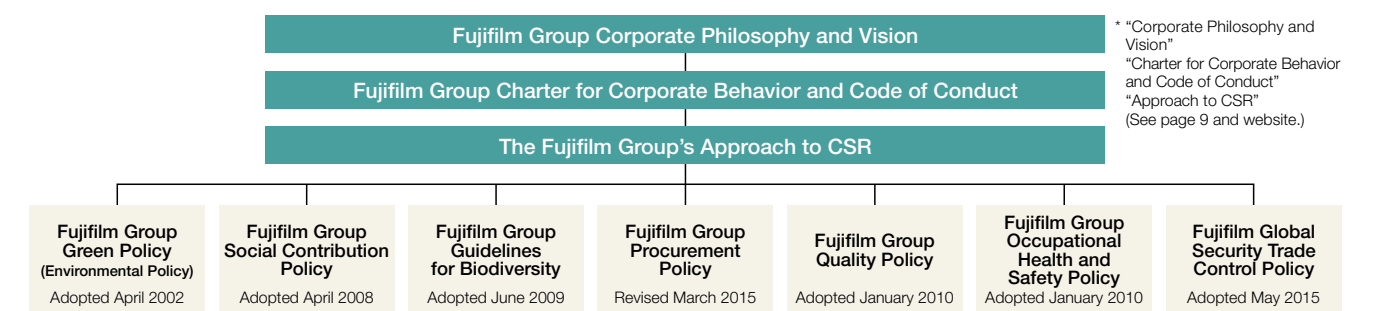 Fujifilm Group Corporate Philosophy and Vision
Fujifilm Group Charter for Corporate Behavior and Code of Conduct
The Fujifilm Group's Approach to CSR
* “Corporate Philosophy and
Vision”
“Charter for Corporate Behavior
and Code of Conduct”
“Approach to CSR”
(See page 9 and website.)
Fujifilm Group
Green Policy
(Environmental Policy)
Adopted April 2002
Fujifilm Group
Social Contribution
Policy
Adopted April 2008
Fujifilm Group
Guidelines
for Biodiversity
Adopted June 2009
Fujifilm Group
Procurement
Policy
Revised March 2015
Fujifilm Group
Quality Policy
Adopted January 2010
Fujifilm Group
Occupational
Health and
Safety Policy
Adopted January 2010
Fujifilm Global
Security Trade
Control Policy
Adopted May 2015